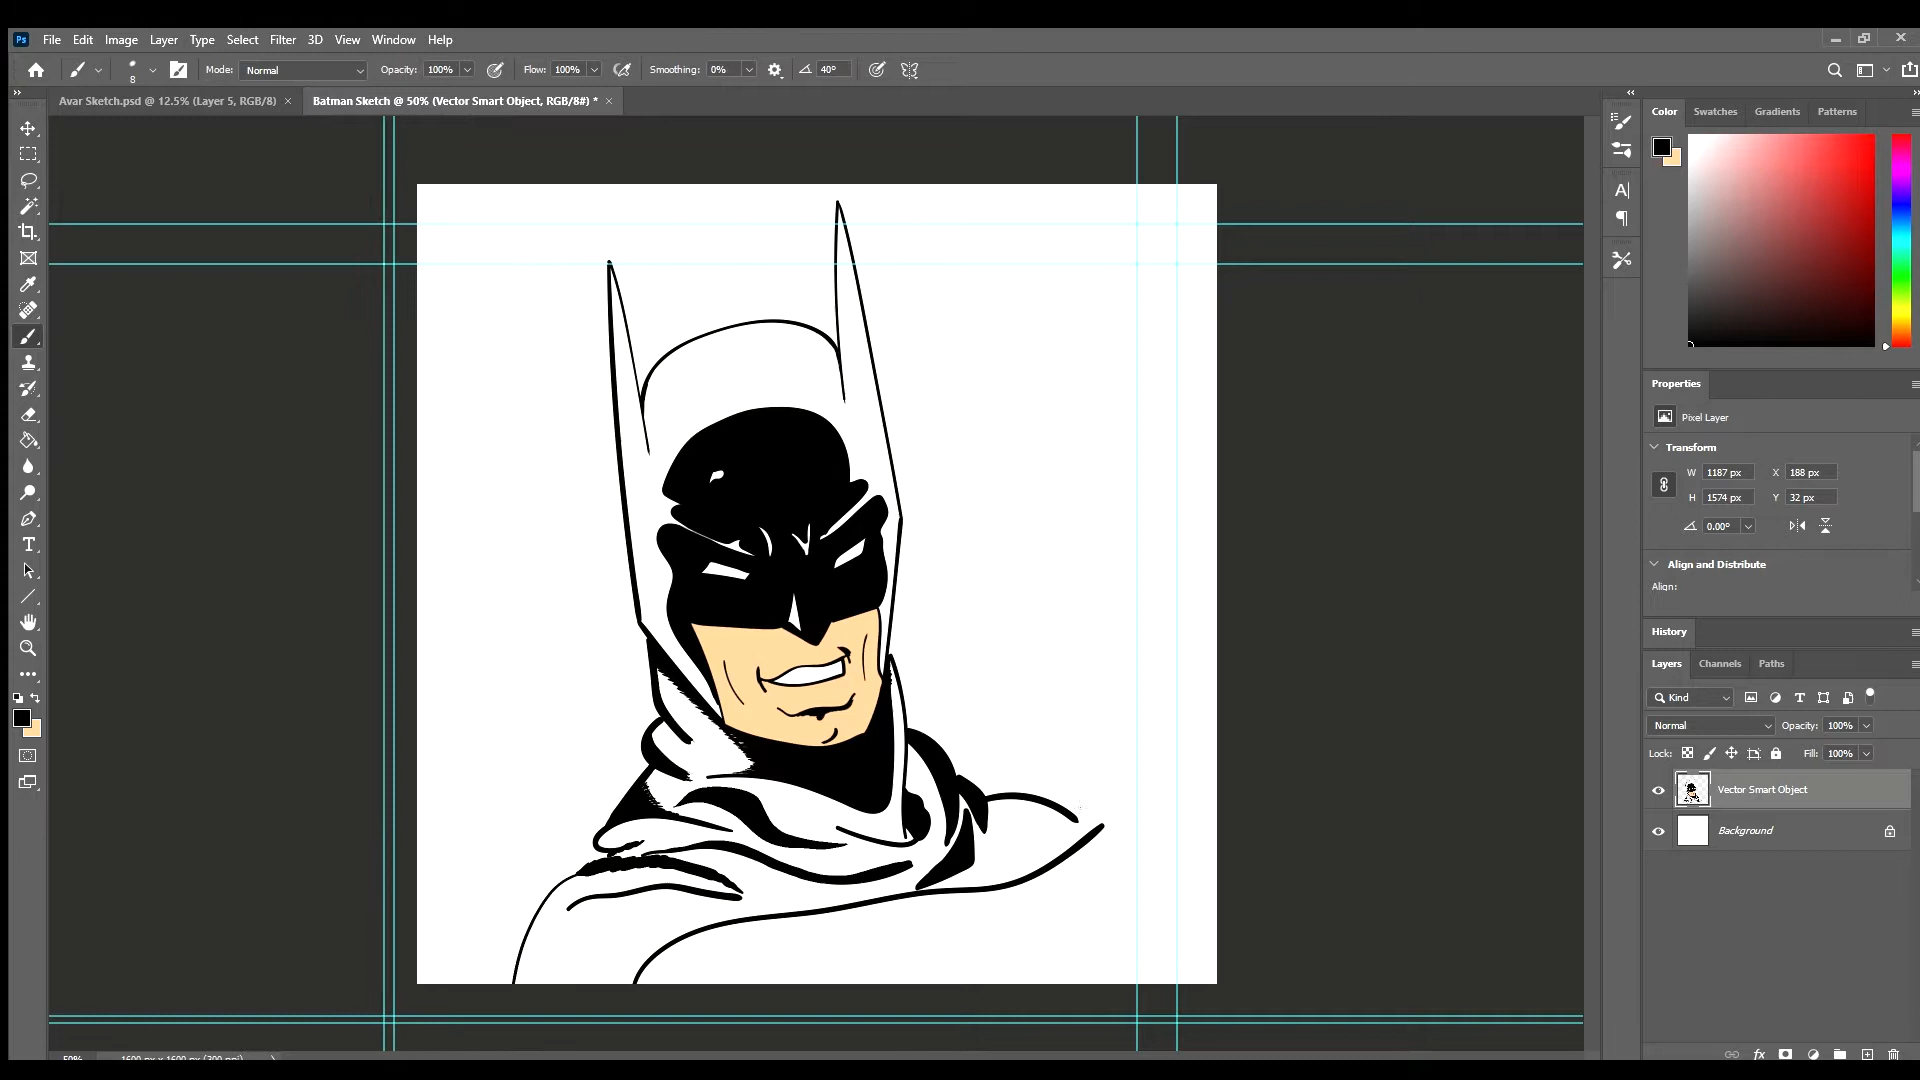 Ps File Edit Image Layer Type Select Filter 3D View Window Help
8 Mode: Normal Opacity: 100% Flow: 100% Smoothing: 0% 40°
Avar Sketch.psd @ 12.5% (Layer 5, RGB/8) × Batman Sketch @ 50% (Vector Smart Object, RGB/8#) * ×
Color Swatches Gradients Patterns
Properties
Pixel Layer
Transform
W 1187 px X 188 px
H 1574 px Y 32 px
0.00°
Align and Distribute
Align:
History
Layers Channels Paths
Kind
Normal Opacity: 100%
Lock: Fill: 100%
Vector Smart Object
Background
50% 1600 px x 1600 px (300 ppi)
fx